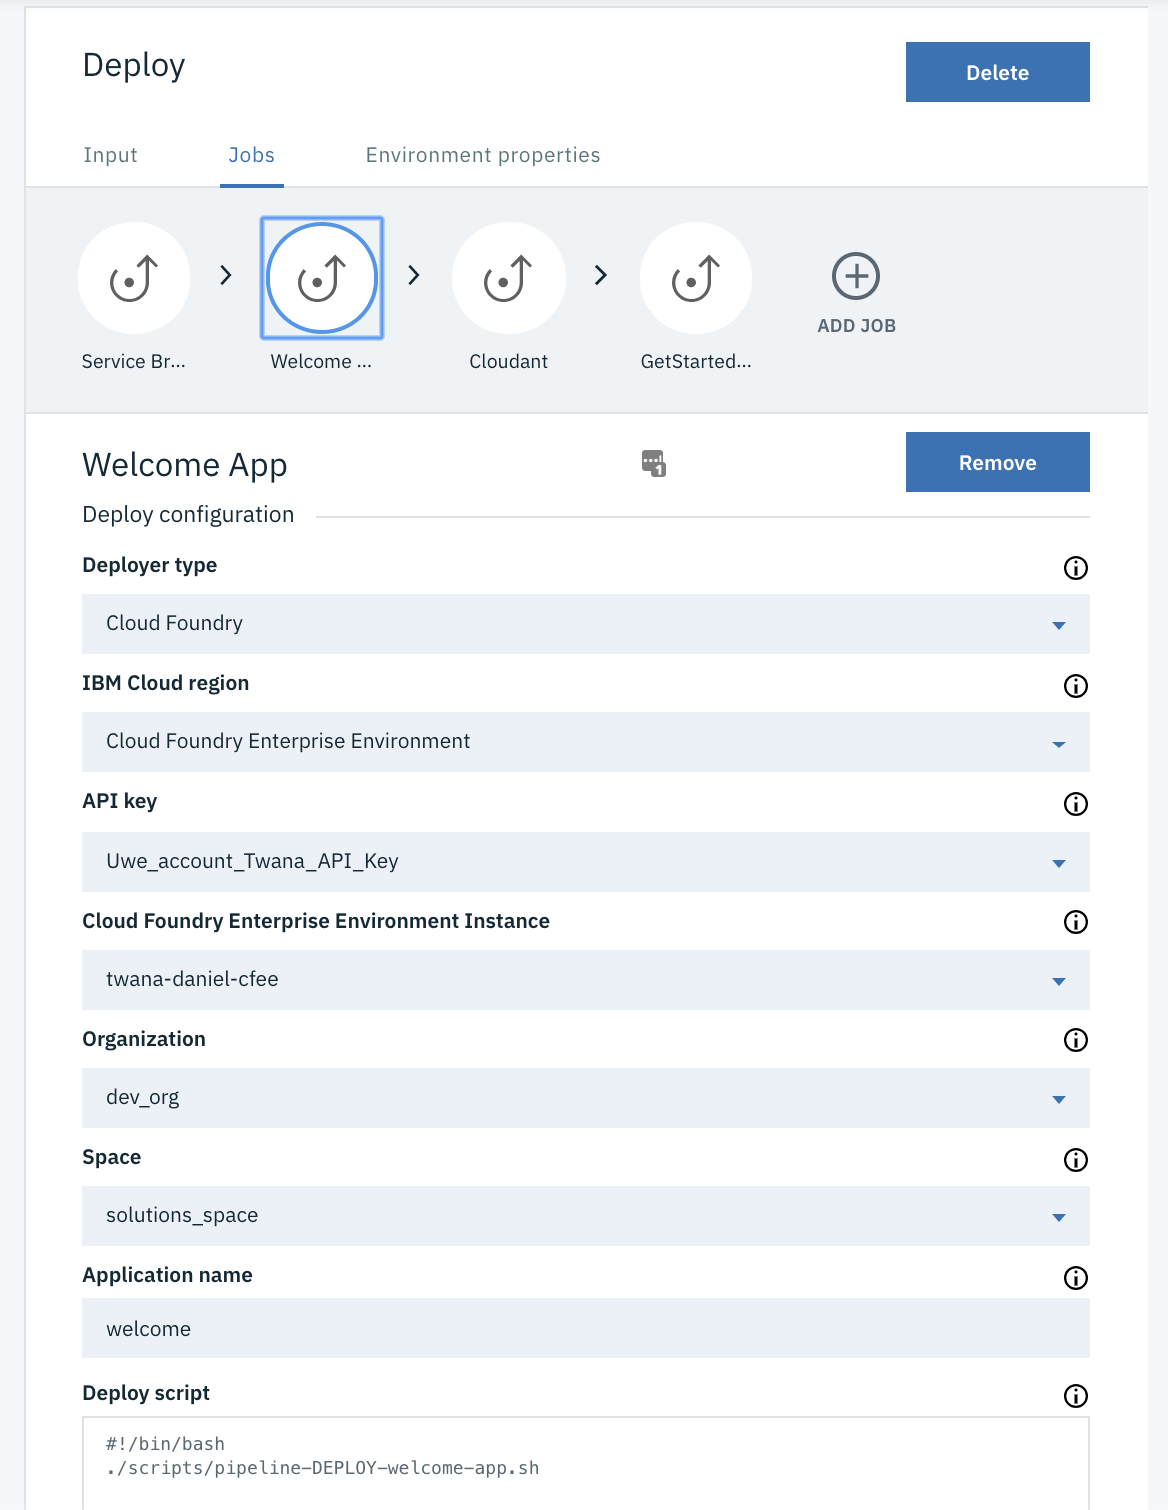 Deploy
Delete
Input
Jobs
Environment properties
Service Br...
Welcome ...
Cloudant
GetStarted...
ADD JOB
Welcome App
1
Remove
Deploy configuration
Deployer type
Cloud Foundry
IBM Cloud region
Cloud Foundry Enterprise Environment
API key
Uwe_account_Twana_API_Key
Cloud Foundry Enterprise Environment Instance
twana-daniel-cfee
Organization
dev_org
Space
solutions_space
Application name
welcome
Deploy script
#!/bin/bash
./scripts/pipeline-DEPLOY-welcome-app.sh